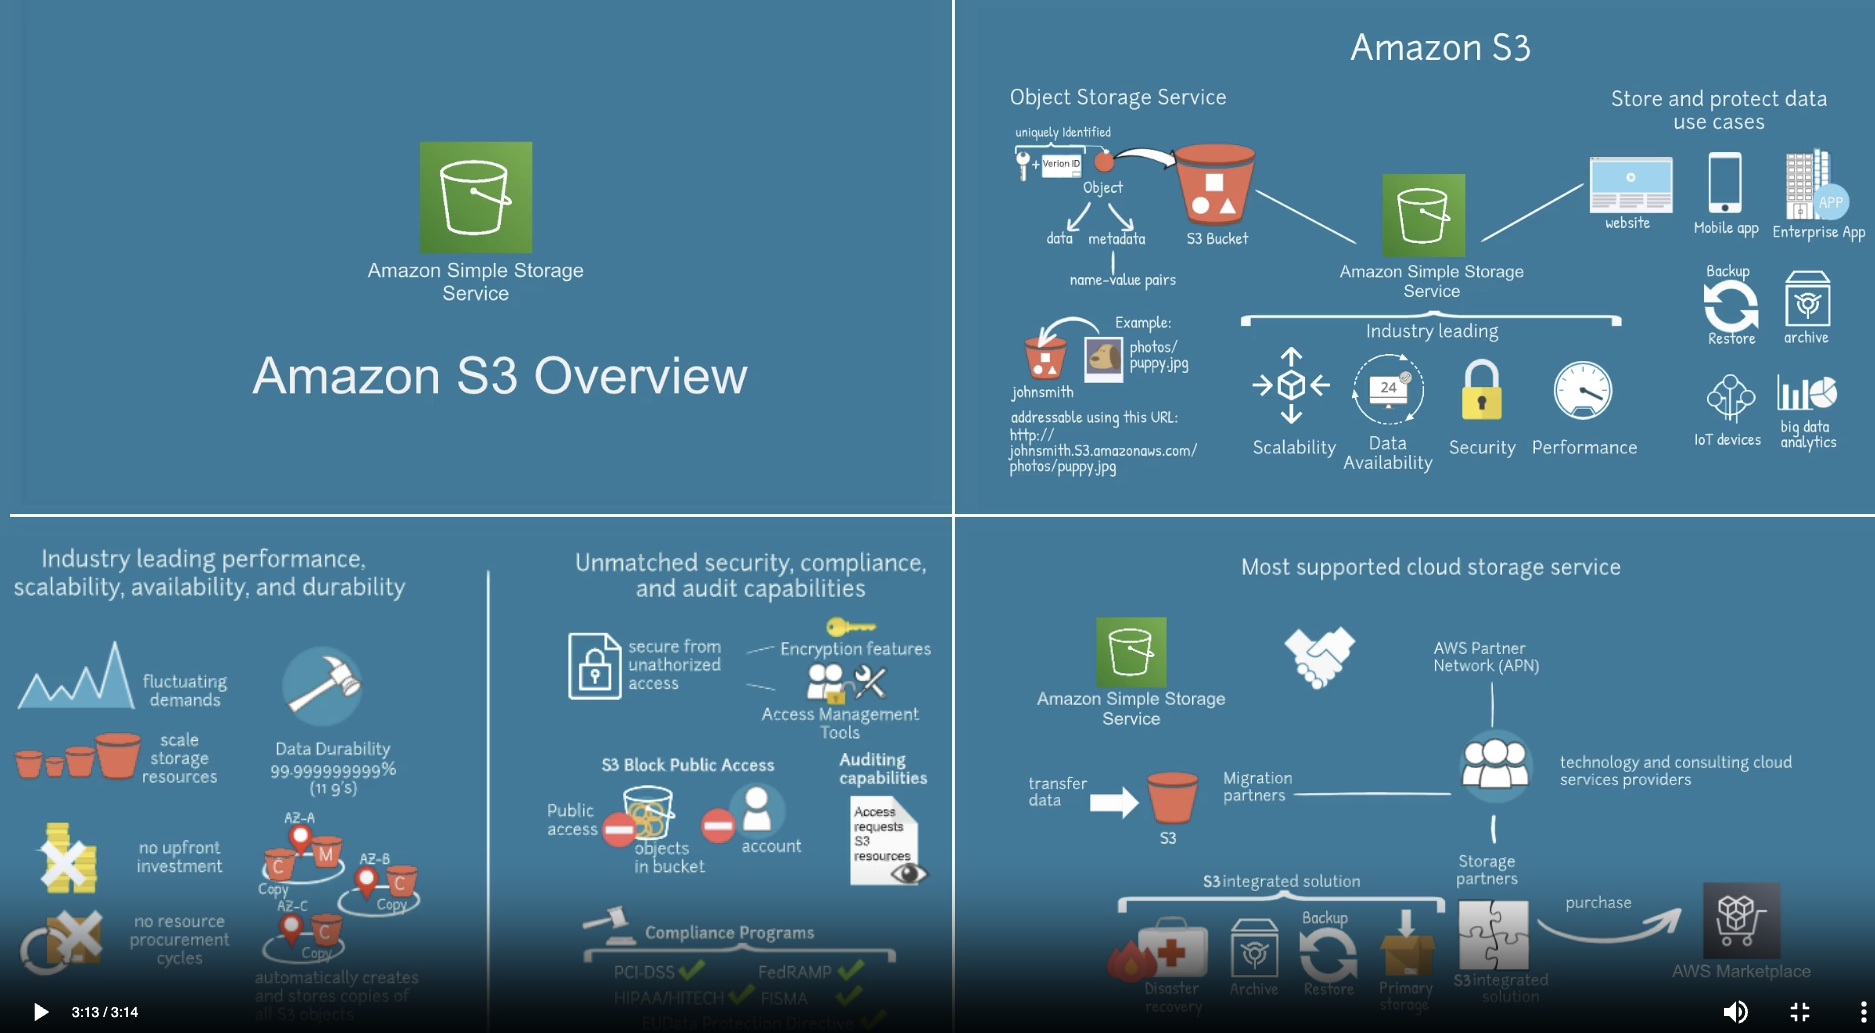 Amazon Simple Storage
Service
Amazon S3 Overview
Amazon S3
Object Storage Service
uniquely Identified
+
Verion ID
Object
data
metadata
name-value pairs
S3 Bucket
Example:
photos/
puppy.jpg
johnsmith
addressable using this URL:
http://
johnsmith.S3.amazonaws.com/
photos/puppy.jpg
Amazon Simple Storage
Service
Industry leading
24
Scalability
Data
Availability
Security
Performance
Store and protect data
use cases
website
Mobile app
APP
Enterprise App
Backup
Restore
archive
IoT devices
big data
analytics
Industry leading performance,
scalability, availability, and durability
fluctuating
demands
scale
storage
resources
no upfront
investment
no resource
procurement
cycles
Data Durability
99.999999999%
(11 9's)
AZ-A
C
M
Copy
AZ-B
C
Copy
AZ-C
C
Copy
automatically creates
and stores copies of
all S3 objects
Unmatched security, compliance,
and audit capabilities
secure from
unathorized
access
Encryption features
Access Management
Tools
S3 Block Public Access
Public
access
objects
in bucket
account
Auditing
capabilities
Access
requests
S3
resources
Compliance Programs
PCI-DSS
FedRAMP
HIPAA/HITECH
FISMA
EUData Protection Directive
Most supported cloud storage service
Amazon Simple Storage
Service
AWS Partner
Network (APN)
transfer
data
S3
Migration
partners
technology and consulting cloud
services providers
Storage
partners
S3 integrated solution
Disaster
recovery
Archive
Backup
Restore
Primary
storage
S3 integrated
solution
purchase
AWS Marketplace
3:13 / 3:14